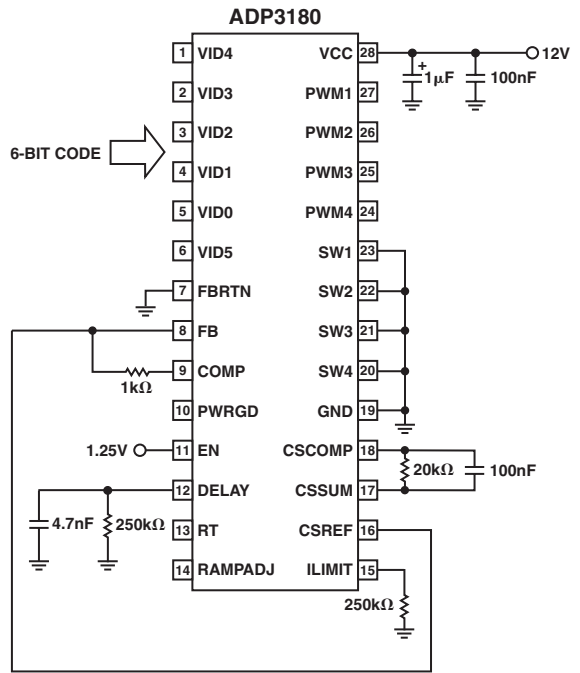 ADP3180
1 VID4
2 VID3
3 VID2
4 VID1
5 VID0
6 VID5
7 FBRTN
8 FB
9 COMP
10 PWRGD
11 EN
12 DELAY
13 RT
14 RAMPADJ
6-BIT CODE
1kΩ
1.25V
4.7nF
250kΩ
VCC 28
PWM1 27
PWM2 26
PWM3 25
PWM4 24
SW1 23
SW2 22
SW3 21
SW4 20
GND 19
CSCOMP 18
CSSUM 17
CSREF 16
ILIMIT 15
12V
+
1μF
100nF
20kΩ
100nF
250kΩ